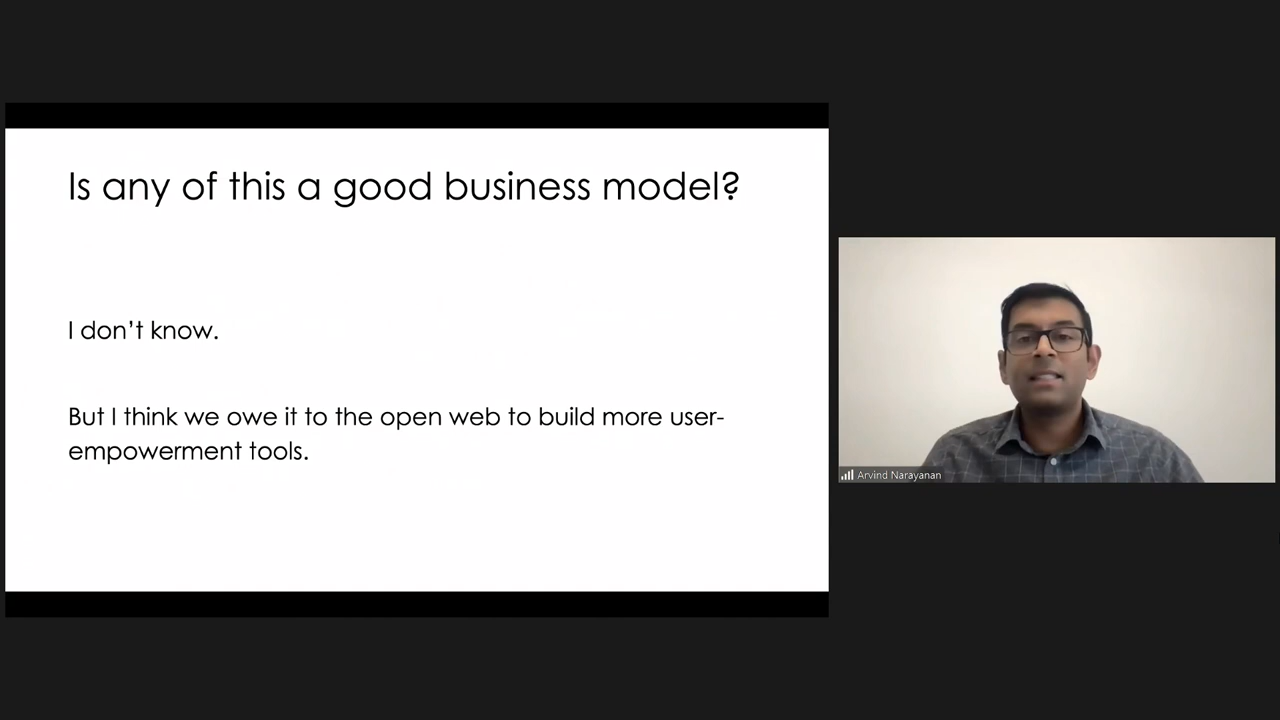 Is any of this a good business model?
I don’t know.
But I think we owe it to the open web to build more user-
empowerment tools.
Arvind Narayanan